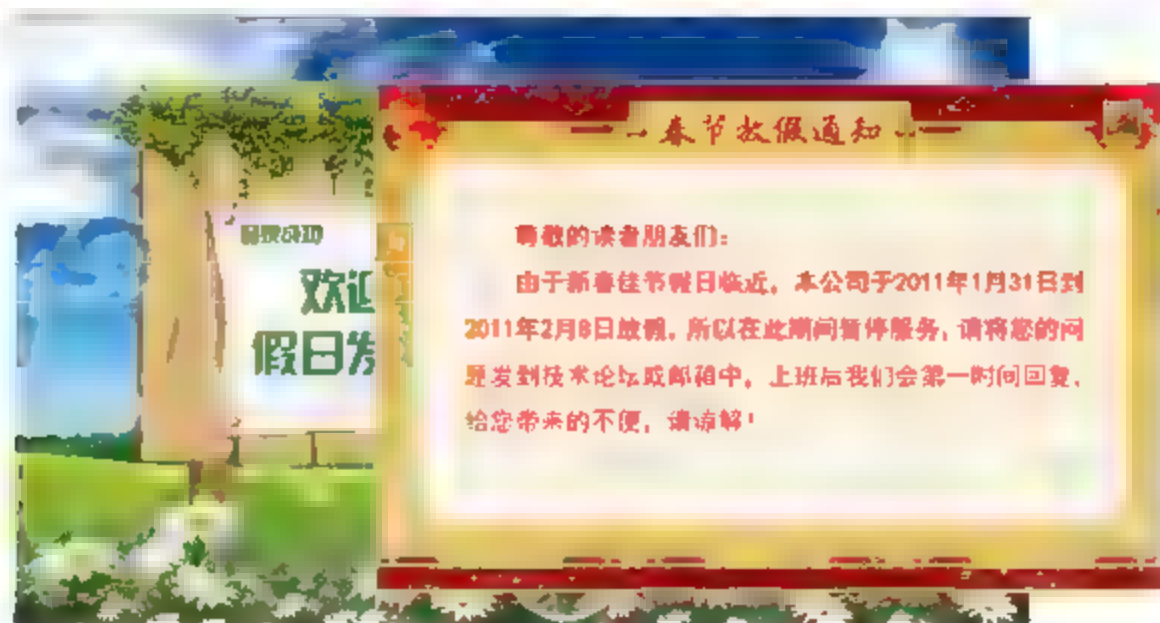 春节放假通知
尊敬的读者朋友们：
由于新春佳节假日临近，本公司于2011年1月31日到
2011年2月8日放假，所以在此期间暂停服务，请将您的问
题发到技术论坛或邮箱中，上班后我们会第一时间回复，
给您带来的不便，请谅解！
欢迎
假日发